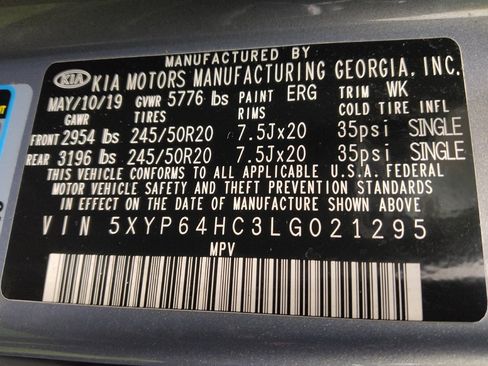 MANUFACTURED BY
KIA KIA MOTORS MANUFACTURING GEORGIA, INC.
MAY/10/19 GVWR 5776 lbs PAINT ERG TRIM WK
GAWR TIRES RIMS COLD TIRE INFL
FRONT 2954 lbs 245/50R20 7.5Jx20 35psi SINGLE
REAR 3196 lbs 245/50R20 7.5Jx20 35psi SINGLE
THIS VEHICLE CONFORMS TO ALL APPLICABLE U.S.A. FEDERAL
MOTOR VEHICLE SAFETY AND THEFT PREVENTION STANDARDS
IN EFFECT ON THE DATE OF MANUFACTURE SHOWN ABOVE.
VIN 5XYP64HC3LG021295
MPV